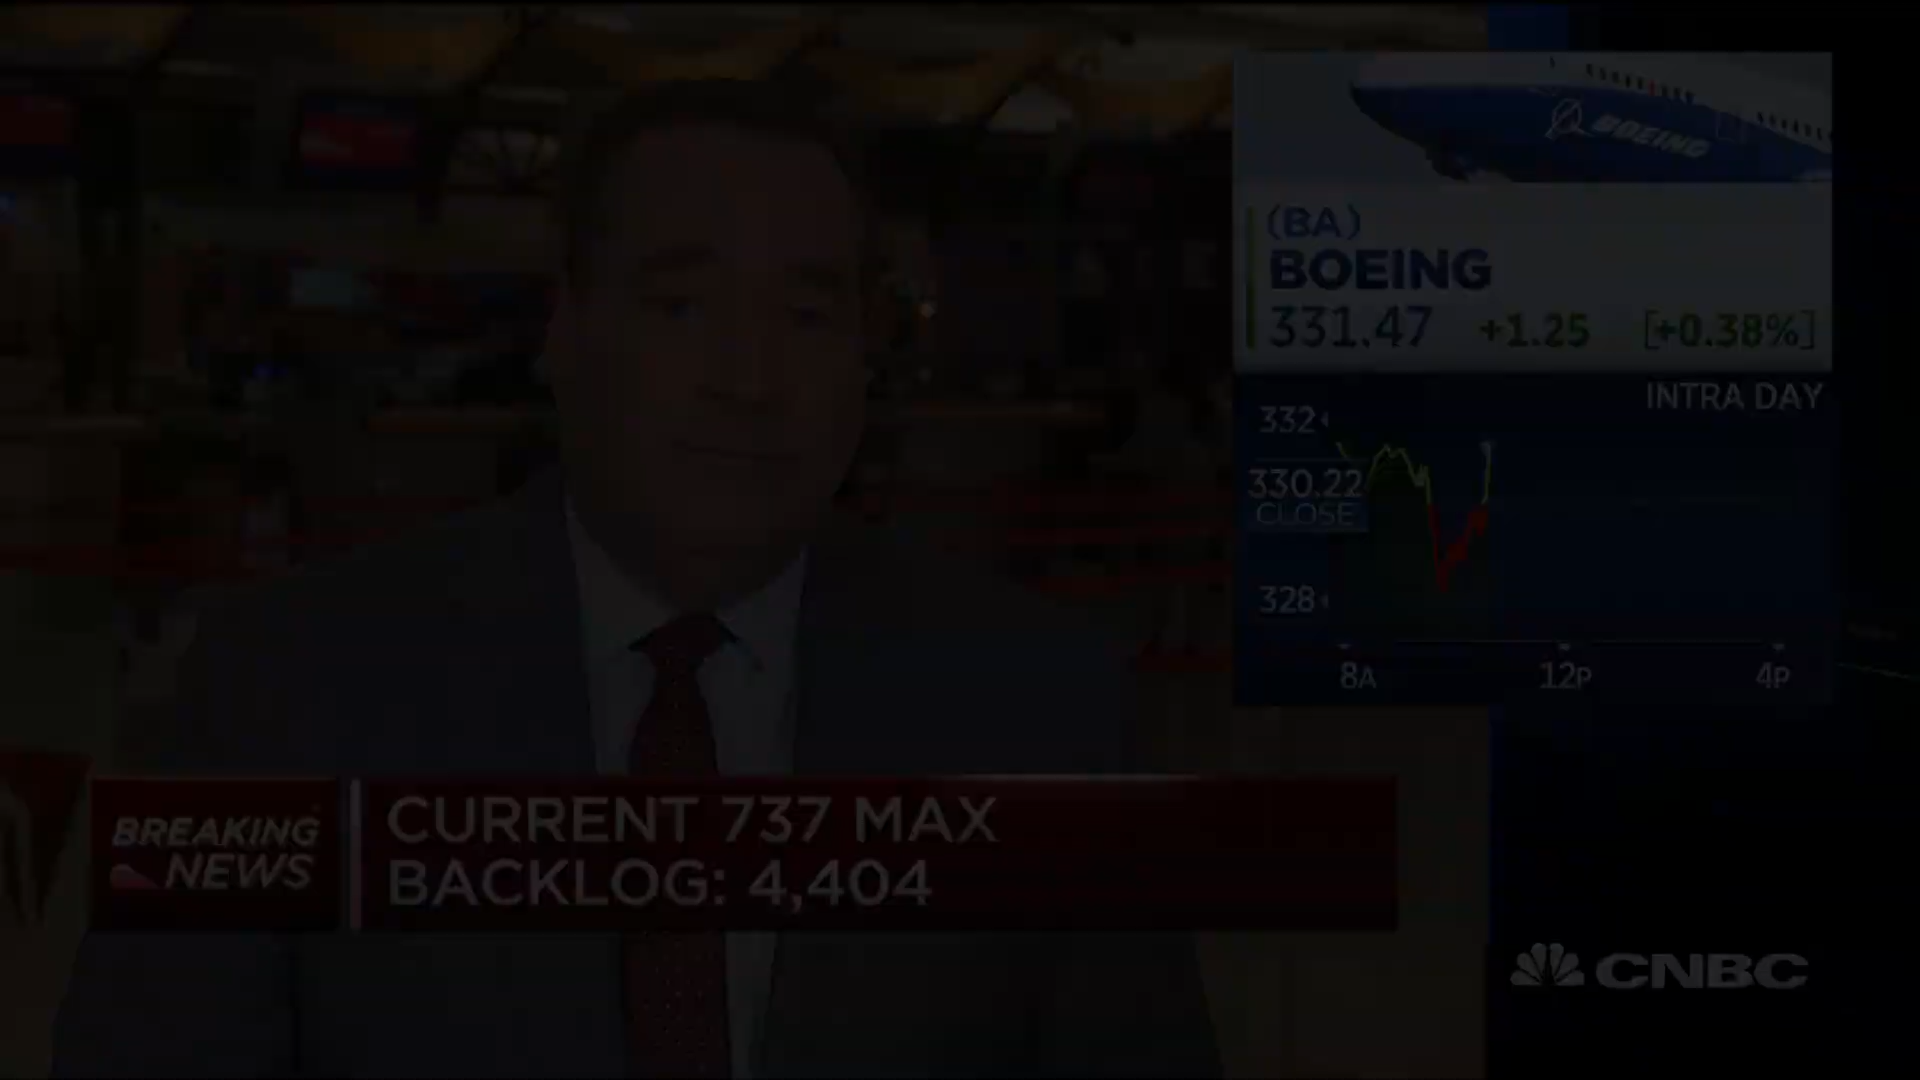 BOEING
(BA)
BOEING
331.47 +1.25 [+0.38%]
INTRA DAY
332
330.22
CLOSE
328
8A 12P 4P
BREAKING
NEWS
CURRENT 737 MAX
BACKLOG: 4,404
CNBC